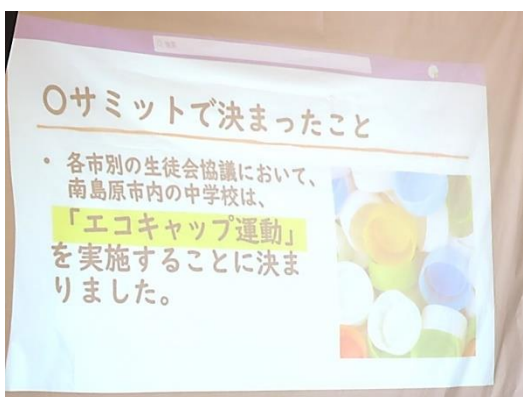 〇サミットで決まったこと
・ 各市別の生徒会協議において、
南島原市内の中学校は、
「エコキャップ運動」
を実施することに決ま
りました。